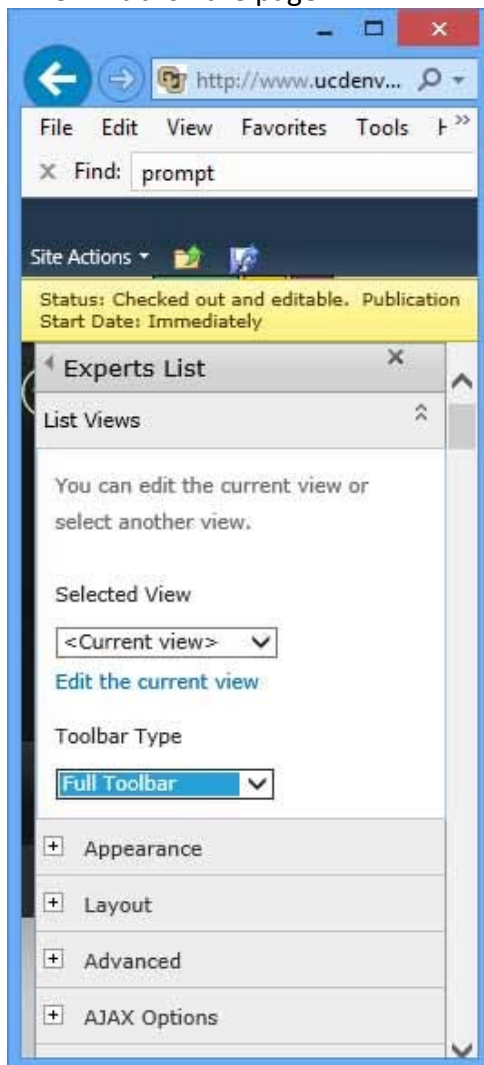 http://www.ucdenv...
File Edit View Favorites Tools
× Find: prompt
Site Actions
Status: Checked out and editable. Publication
Start Date: Immediately
Experts List
List Views
You can edit the current view or
select another view.
Selected View
<Current view>
Edit the current view
Toolbar Type
Full Toolbar
Appearance
Layout
Advanced
AJAX Options